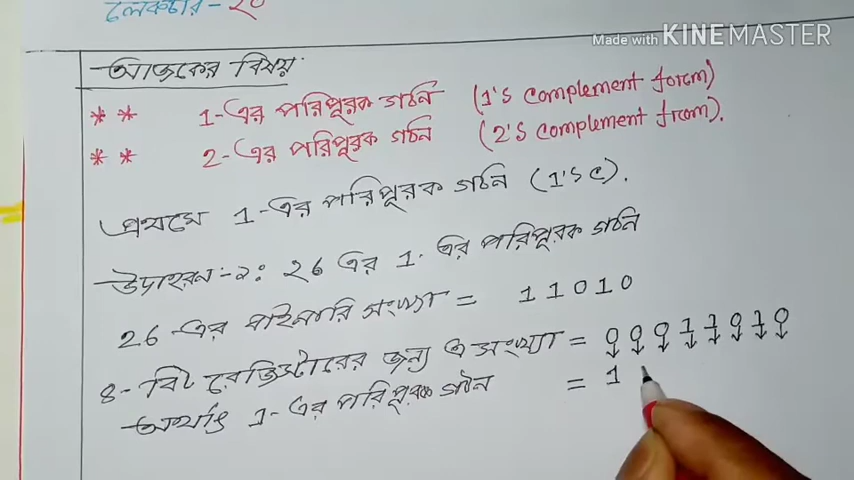 লেকচার - ২০
Made with KINEMASTER
আজকের বিষয়
** 1-এর পরিপূরক গঠন (1's complement form)
** 2-এর পরিপূরক গঠন (2's complement from).
প্রথমে 1-এর পরিপূরক গঠন (1's c).
উদাহরন:-২: 26 এর 1. এর পরিপূরক গঠন
26 -এর বাইনারি সংখ্যা = 11010
8- বিট রেজিস্টারের জন্য এ সংখ্যা = 00011010
অর্থাৎ 1-এর পরিপূরক গঠন = 1